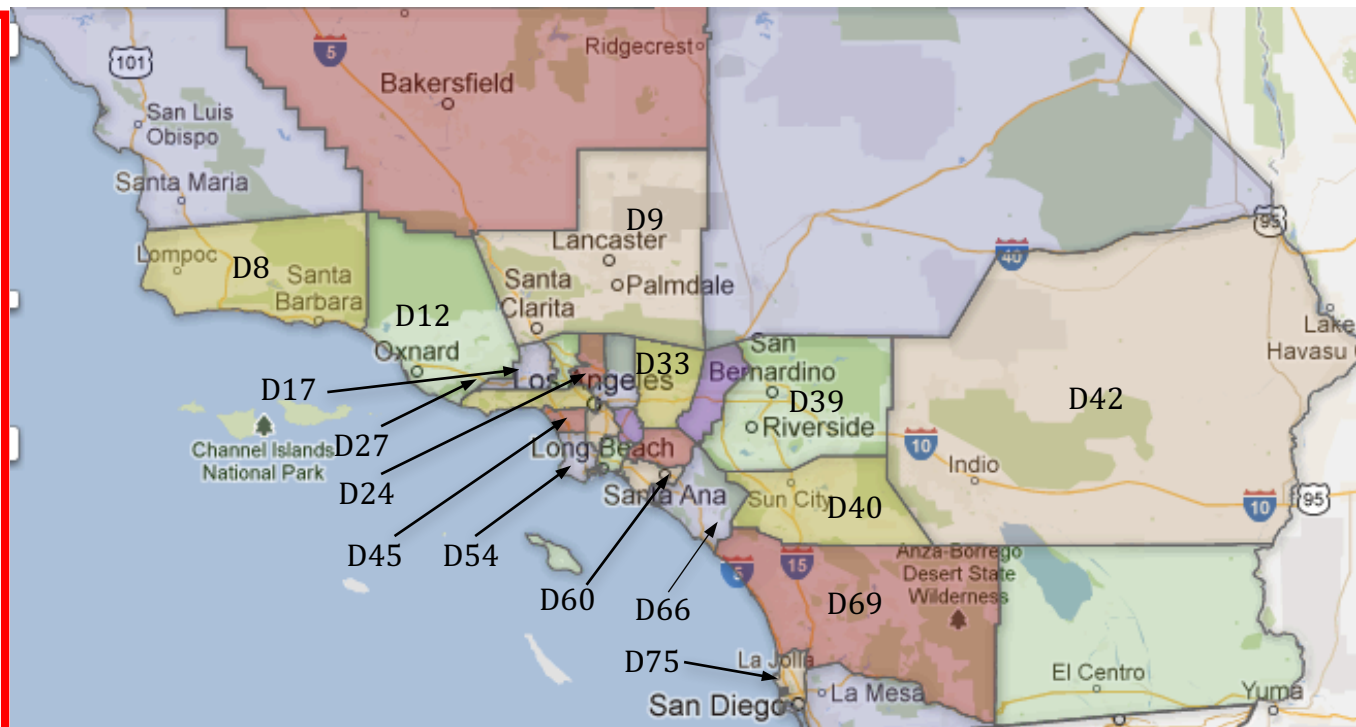 5
Ridgecrest
101
Bakersfield
San Luis
Obispo
Santa Maria
D9
95
Lancaster
40
Lompoc
D8
Santa
Barbara
Santa
Clarita
Palmdale
D12
Lake
Havasu
Oxnard
D33
San
Bernardino
D17
os Angeles
D39
D42
Riverside
Channel Islands
National Park
D27
Long Beach
10
Indio
D24
Santa Ana
Sun City
D40
10
95
D45
D54
Anza-Borrego
Desert State
Wilderness
5
15
D60
D66
D69
D75
La Jolla
El Centro
San Diego
La Mesa
Yuma